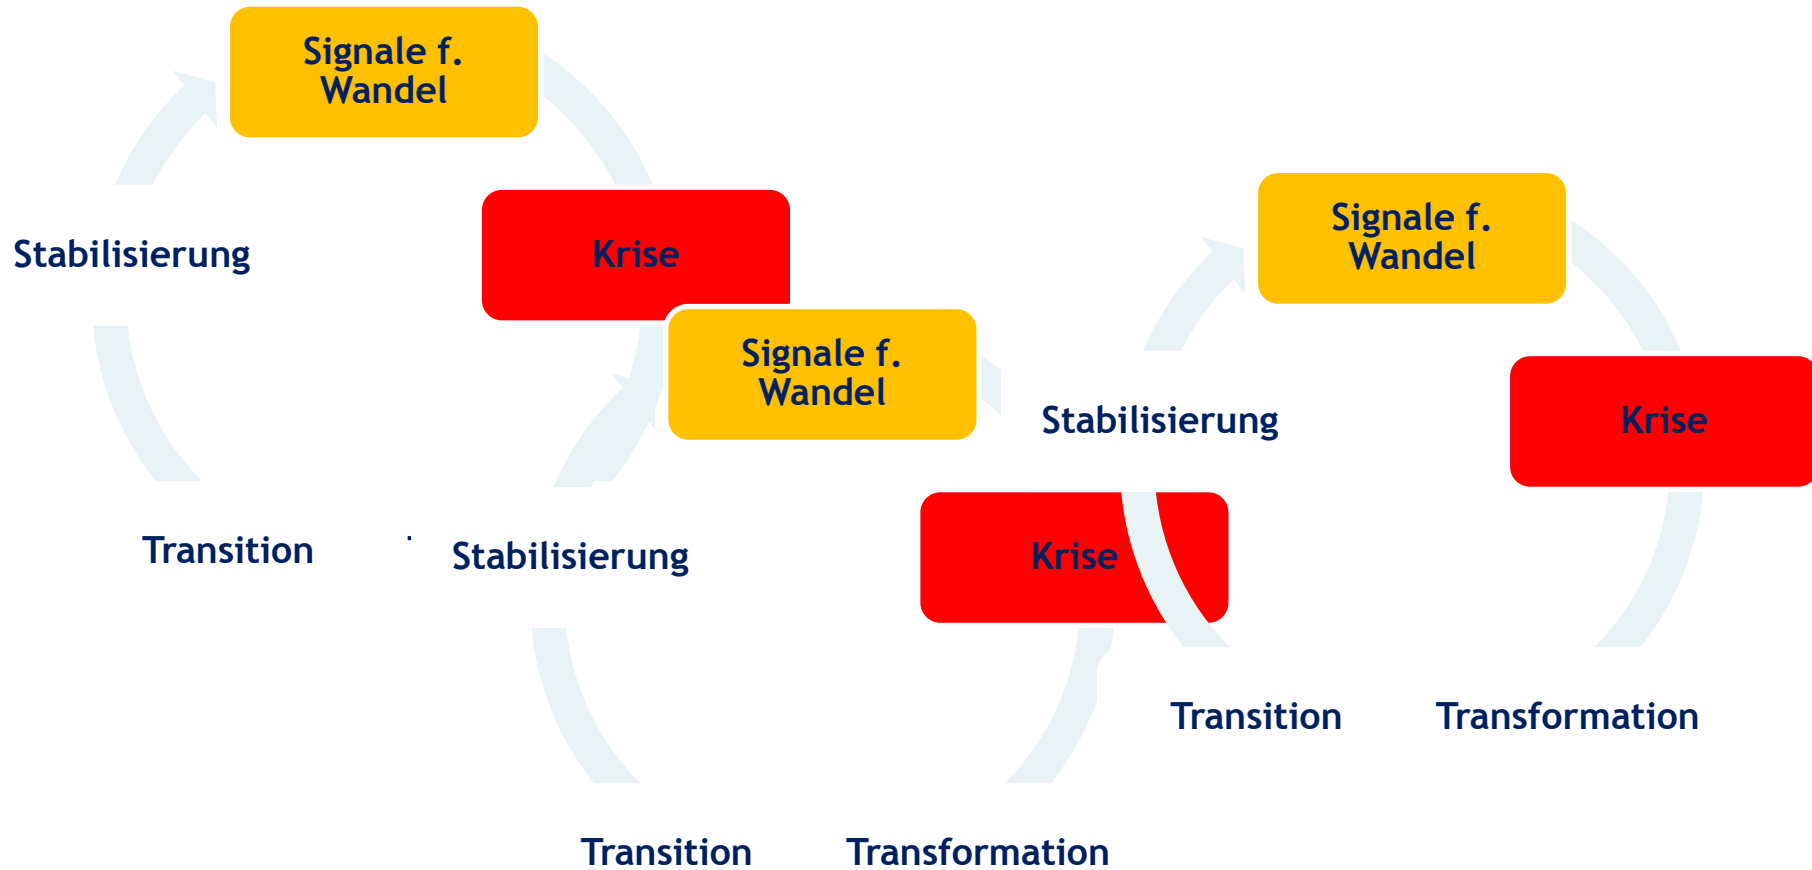 Signale f.
Wandel
Stabilisierung
Krise
Transition
Signale f.
Wandel
Stabilisierung
Krise
Transition
Transformation
Signale f.
Wandel
Stabilisierung
Krise
Transition
Transformation